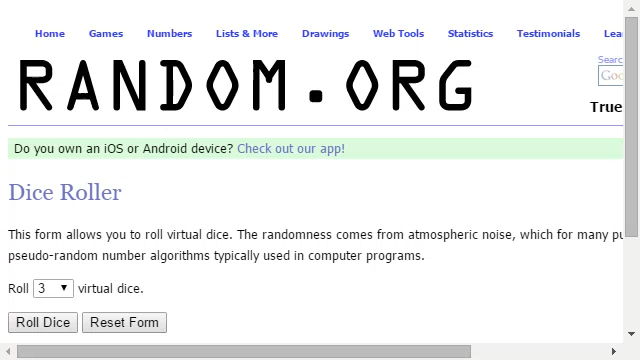 Home Games Numbers Lists & More Drawings Web Tools Statistics Testimonials
RANDOM.ORG
Goo
True
Do you own an iOS or Android device? Check out our app!
Dice Roller
This form allows you to roll virtual dice. The randomness comes from atmospheric noise, which for many
pseudo-random number algorithms typically used in computer programs.
Roll 3 virtual dice.
Roll Dice Reset Form